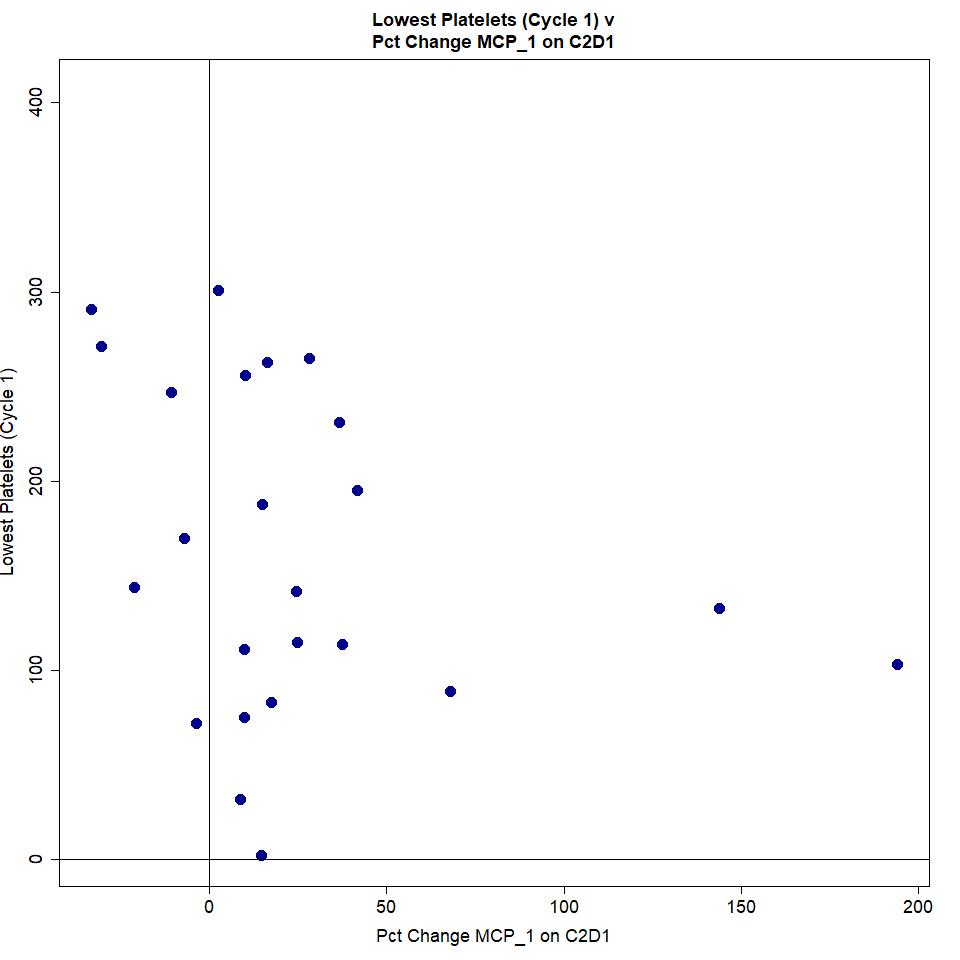 Lowest Platelets (Cycle 1) v
Pct Change MCP_1 on C2D1
400
300
200
100
0
Lowest Platelets (Cycle 1)
0 50 100 150 200
Pct Change MCP_1 on C2D1